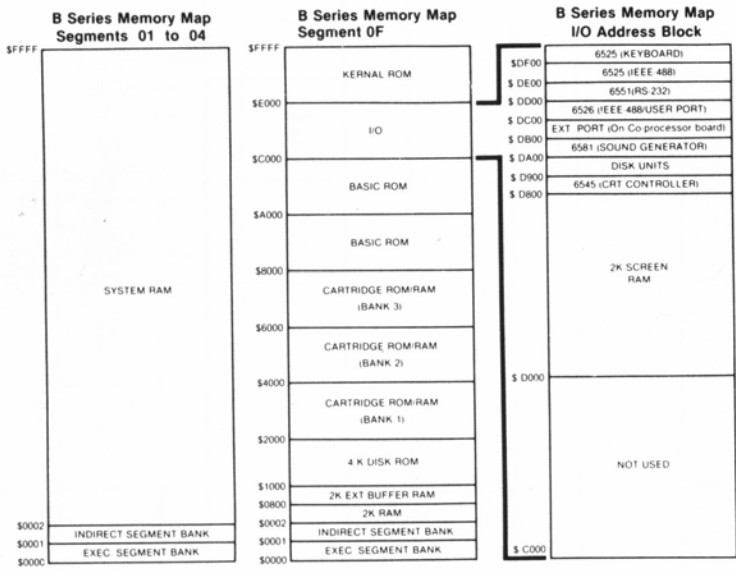 B Series Memory Map
Segments 01 to 04
$FFFF
SYSTEM RAM
$0002
INDIRECT SEGMENT BANK
$0001
EXEC SEGMENT BANK
$0000
B Series Memory Map
Segment 0F
$FFFF
KERNAL ROM
$E000
I/O
$C000
BASIC ROM
$A000
BASIC ROM
$8000
CARTRIDGE ROM/RAM
(BANK 3)
$6000
CARTRIDGE ROM/RAM
(BANK 2)
$4000
CARTRIDGE ROM/RAM
(BANK 1)
$2000
4 K DISK ROM
$1000
2K EXT BUFFER RAM
$0800
2K RAM
$0002
INDIRECT SEGMENT BANK
$0001
EXEC SEGMENT BANK
$0000
B Series Memory Map
I/O Address Block
6525 (KEYBOARD)
$DF00
6525 (IEEE 488)
$ DE00
6551(RS 232)
$ DD00
6526 (IEEE 488/USER PORT)
$ DC00
EXT PORT (On Co processor board)
$ DB00
6581 (SOUND GENERATOR)
$ DA00
DISK UNITS
$ D900
6545 (CRT CONTROLLER)
$ D800
2K SCREEN
RAM
$ D000
NOT USED
$ C000